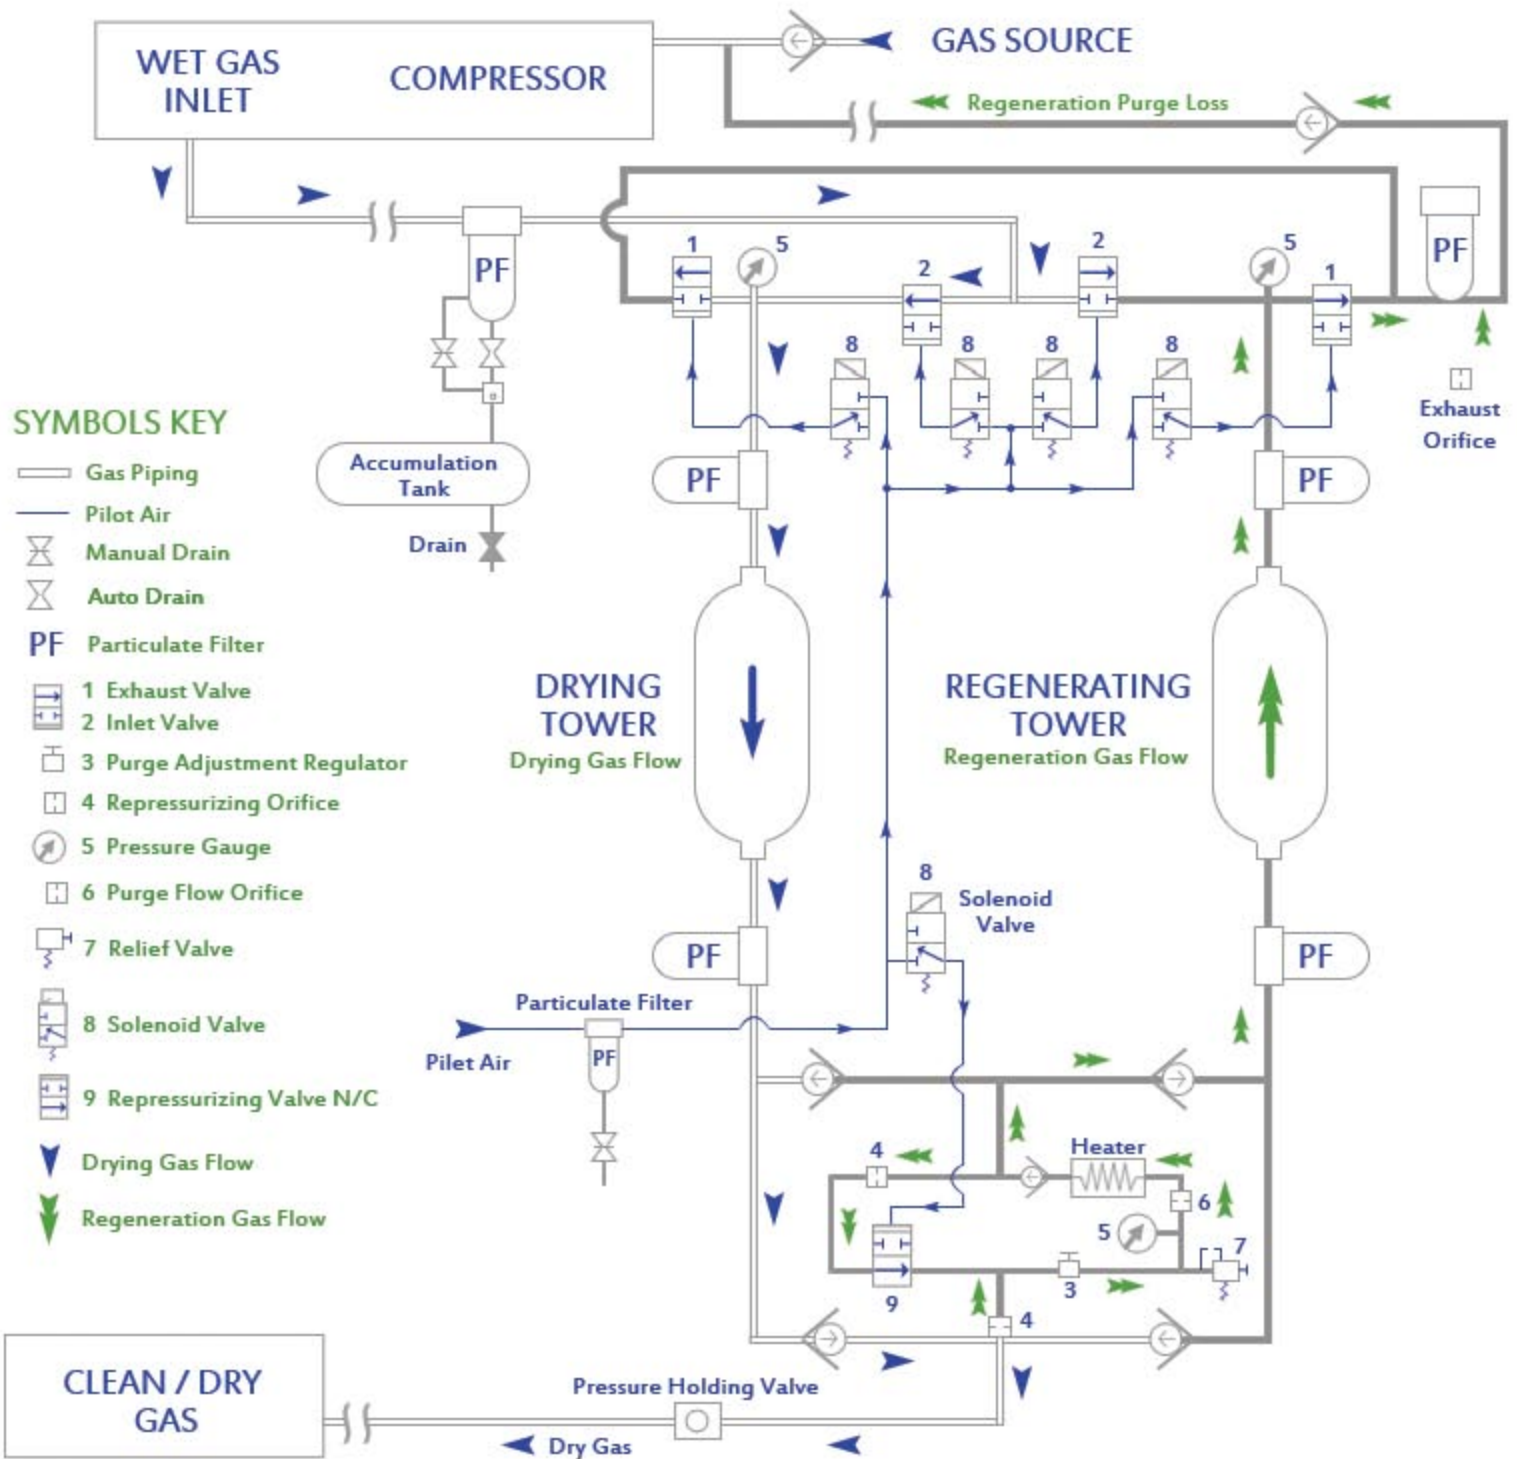 GAS SOURCE
WET GAS
INLET
COMPRESSOR
Regeneration Purge Loss
PF
PF
1
5
2
2
5
1
8
8
8
8
Exhaust
Orifice
SYMBOLS KEY
Gas Piping
Pilot Air
Manual Drain
Auto Drain
PF Particulate Filter
1 Exhaust Valve
2 Inlet Valve
3 Purge Adjustment Regulator
4 Repressurizing Orifice
5 Pressure Gauge
6 Purge Flow Orifice
7 Relief Valve
8 Solenoid Valve
9 Repressurizing Valve N/C
Drying Gas Flow
Regeneration Gas Flow
Accumulation
Tank
Drain
PF
PF
DRYING
TOWER
Drying Gas Flow
REGENERATING
TOWER
Regeneration Gas Flow
8
Solenoid
Valve
PF
PF
Particulate Filter
PF
Pilet Air
Heater
4
6
5
7
3
9
4
CLEAN / DRY
GAS
Pressure Holding Valve
Dry Gas